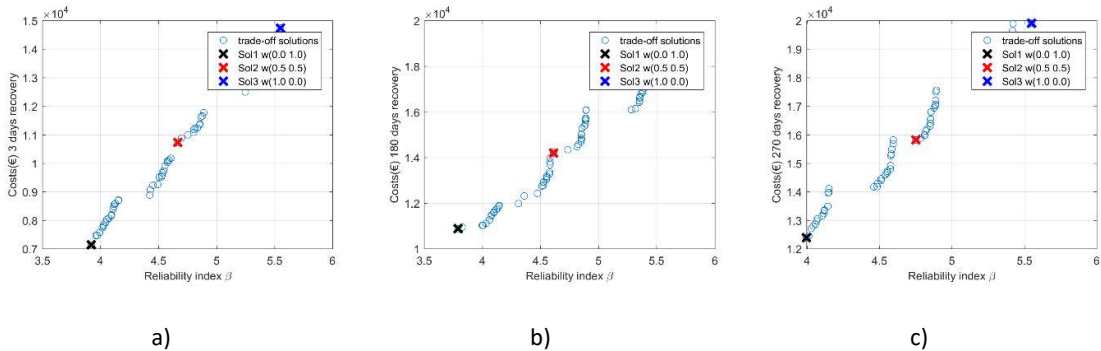 ×10⁴
1.5
1.4
1.3
1.2
1.1
1
0.9
0.8
0.7
3.5
4
4.5
5
5.5
6
Costs(€) 3 days recovery
Reliability index β
trade-off solutions
Sol1 w(0.0 1.0)
Sol2 w(0.5 0.5)
Sol3 w(1.0 0.0)
a)
×10⁴
2
1.8
1.6
1.4
1.2
1
3.5
4
4.5
5
5.5
6
Costs(€) 180 days recovery
Reliability index β
trade-off solutions
Sol1 w(0.0 1.0)
Sol2 w(0.5 0.5)
Sol3 w(1.0 0.0)
b)
×10⁴
2
1.9
1.8
1.7
1.6
1.5
1.4
1.3
1.2
4
4.5
5
5.5
6
Costs(€) 270 days recovery
Reliability index β
trade-off solutions
Sol1 w(0.0 1.0)
Sol2 w(0.5 0.5)
Sol3 w(1.0 0.0)
c)